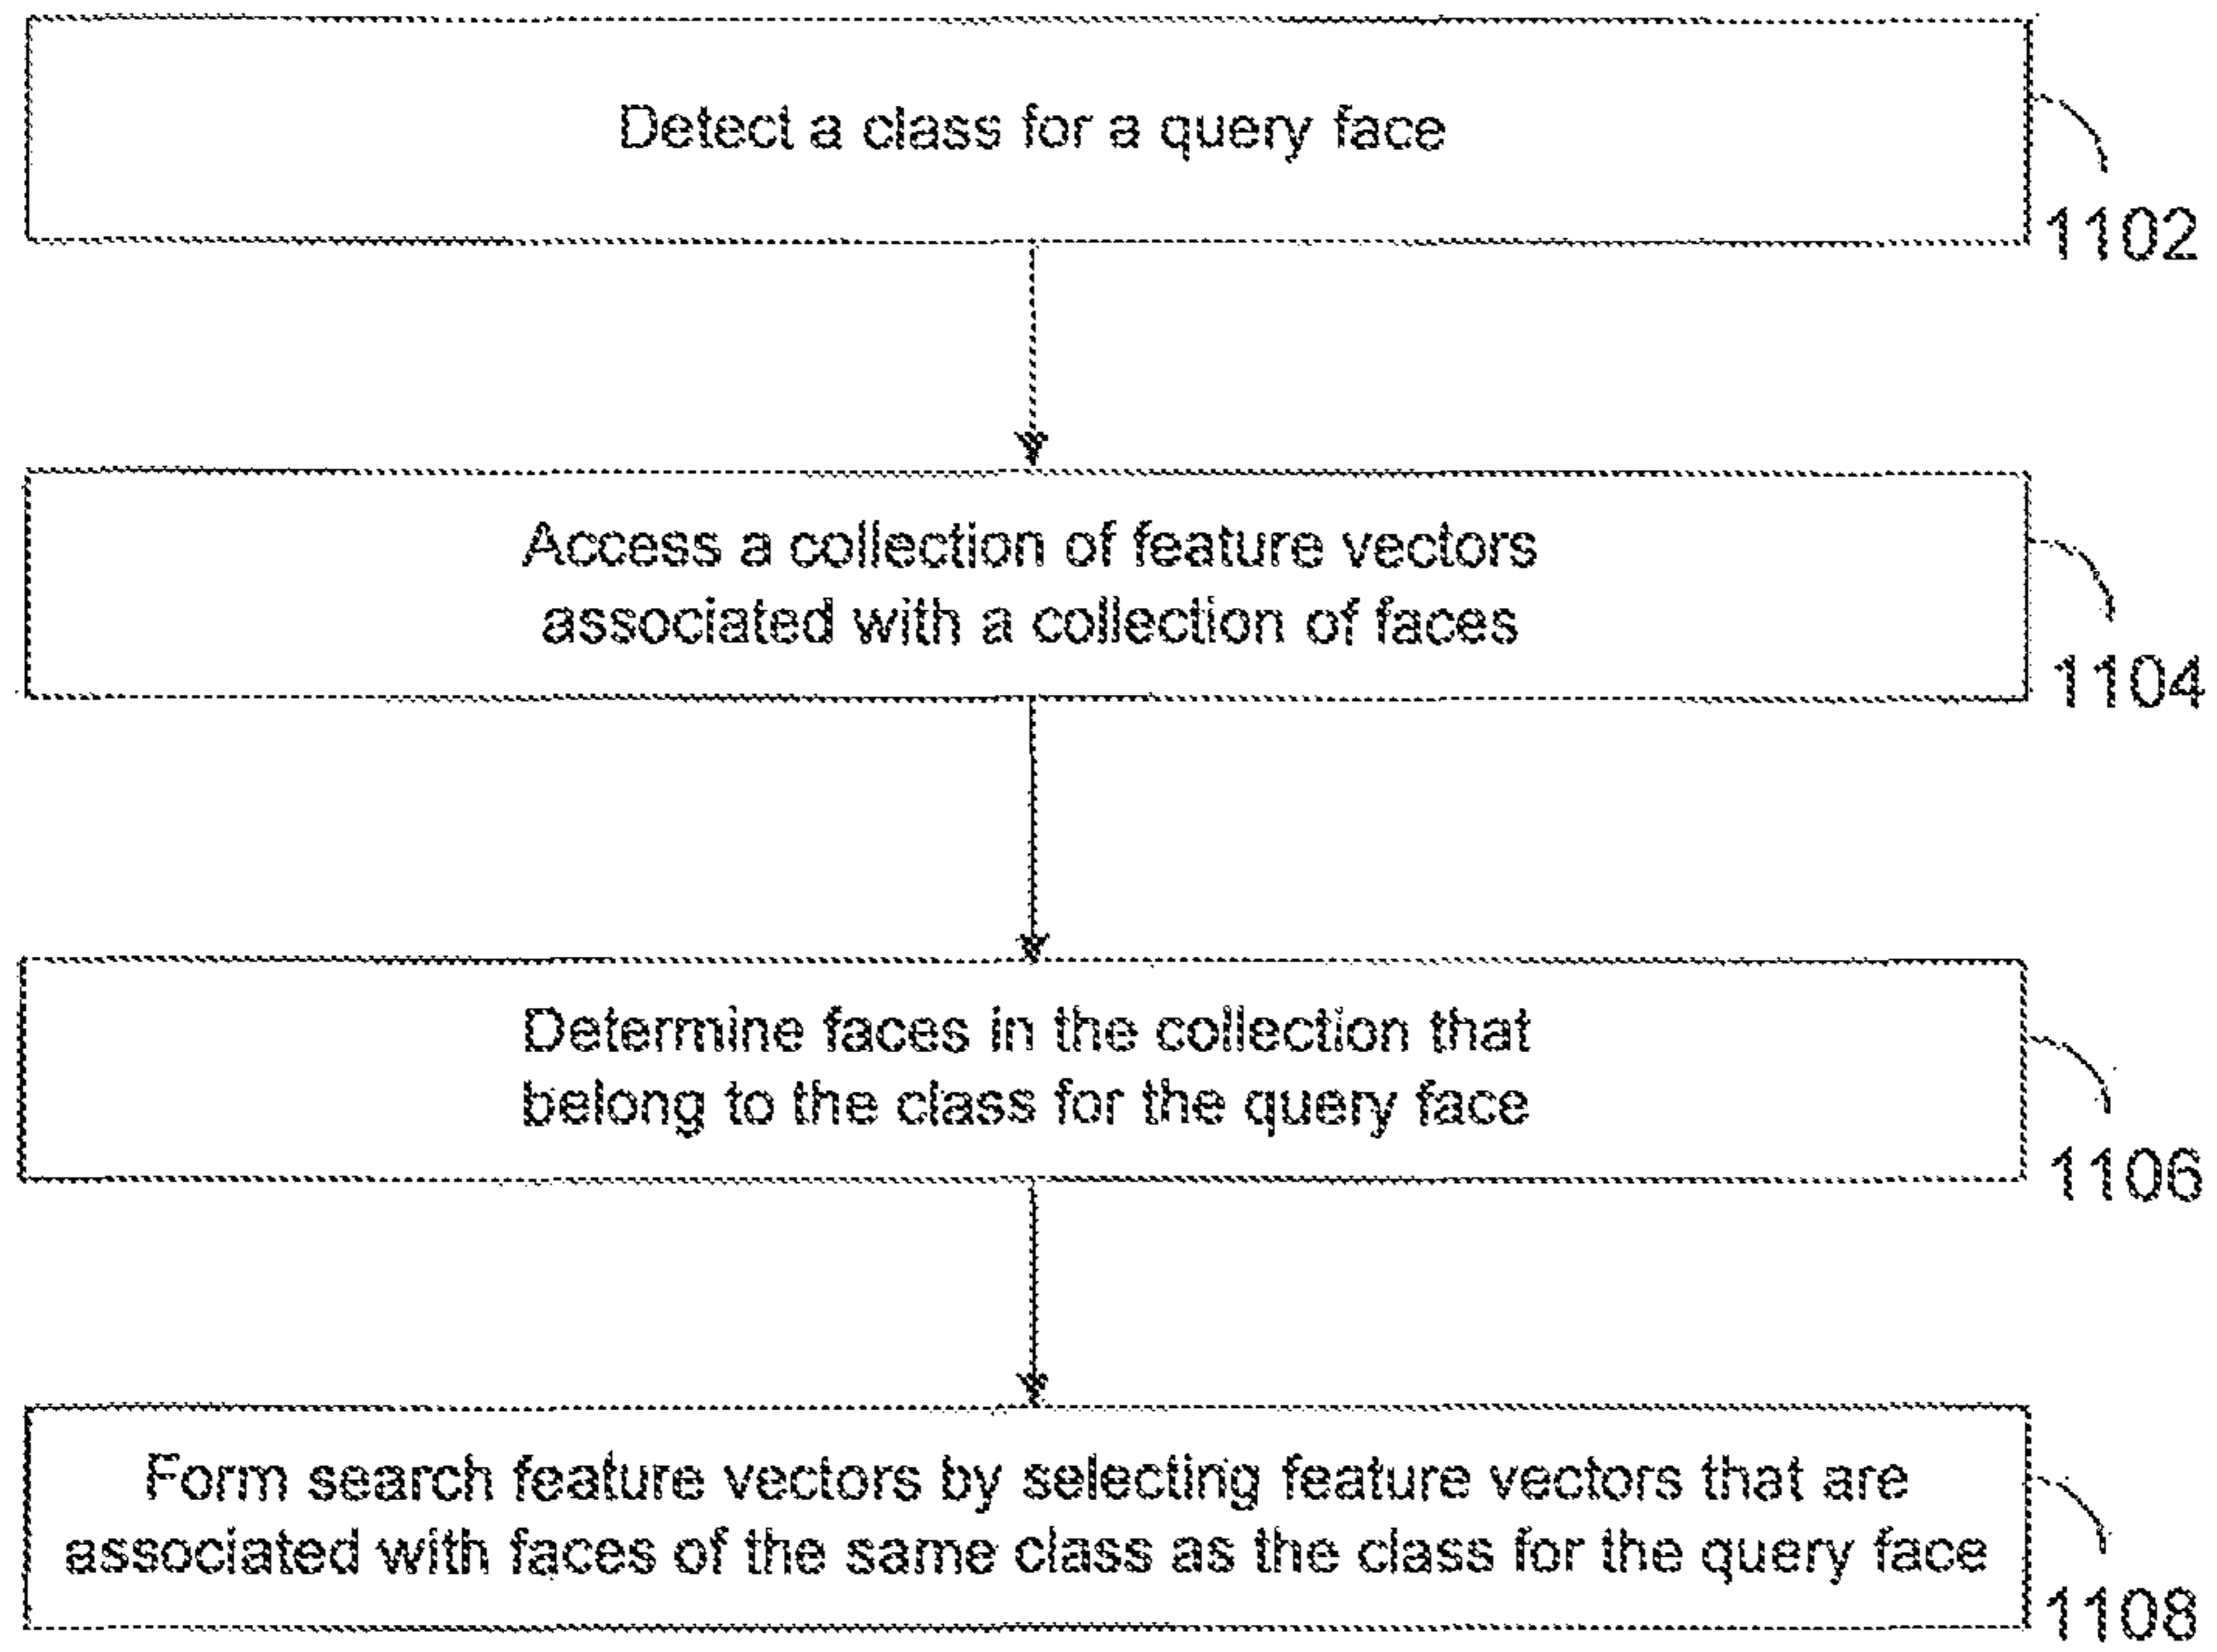 Detect a class for a query face
1102
Access a collection of feature vectors
associated with a collection of faces
1104
Determine faces in the collection that
belong to the class for the query face
1106
Form search feature vectors by selecting feature vectors that are
associated with faces of the same class as the class for the query face
1108